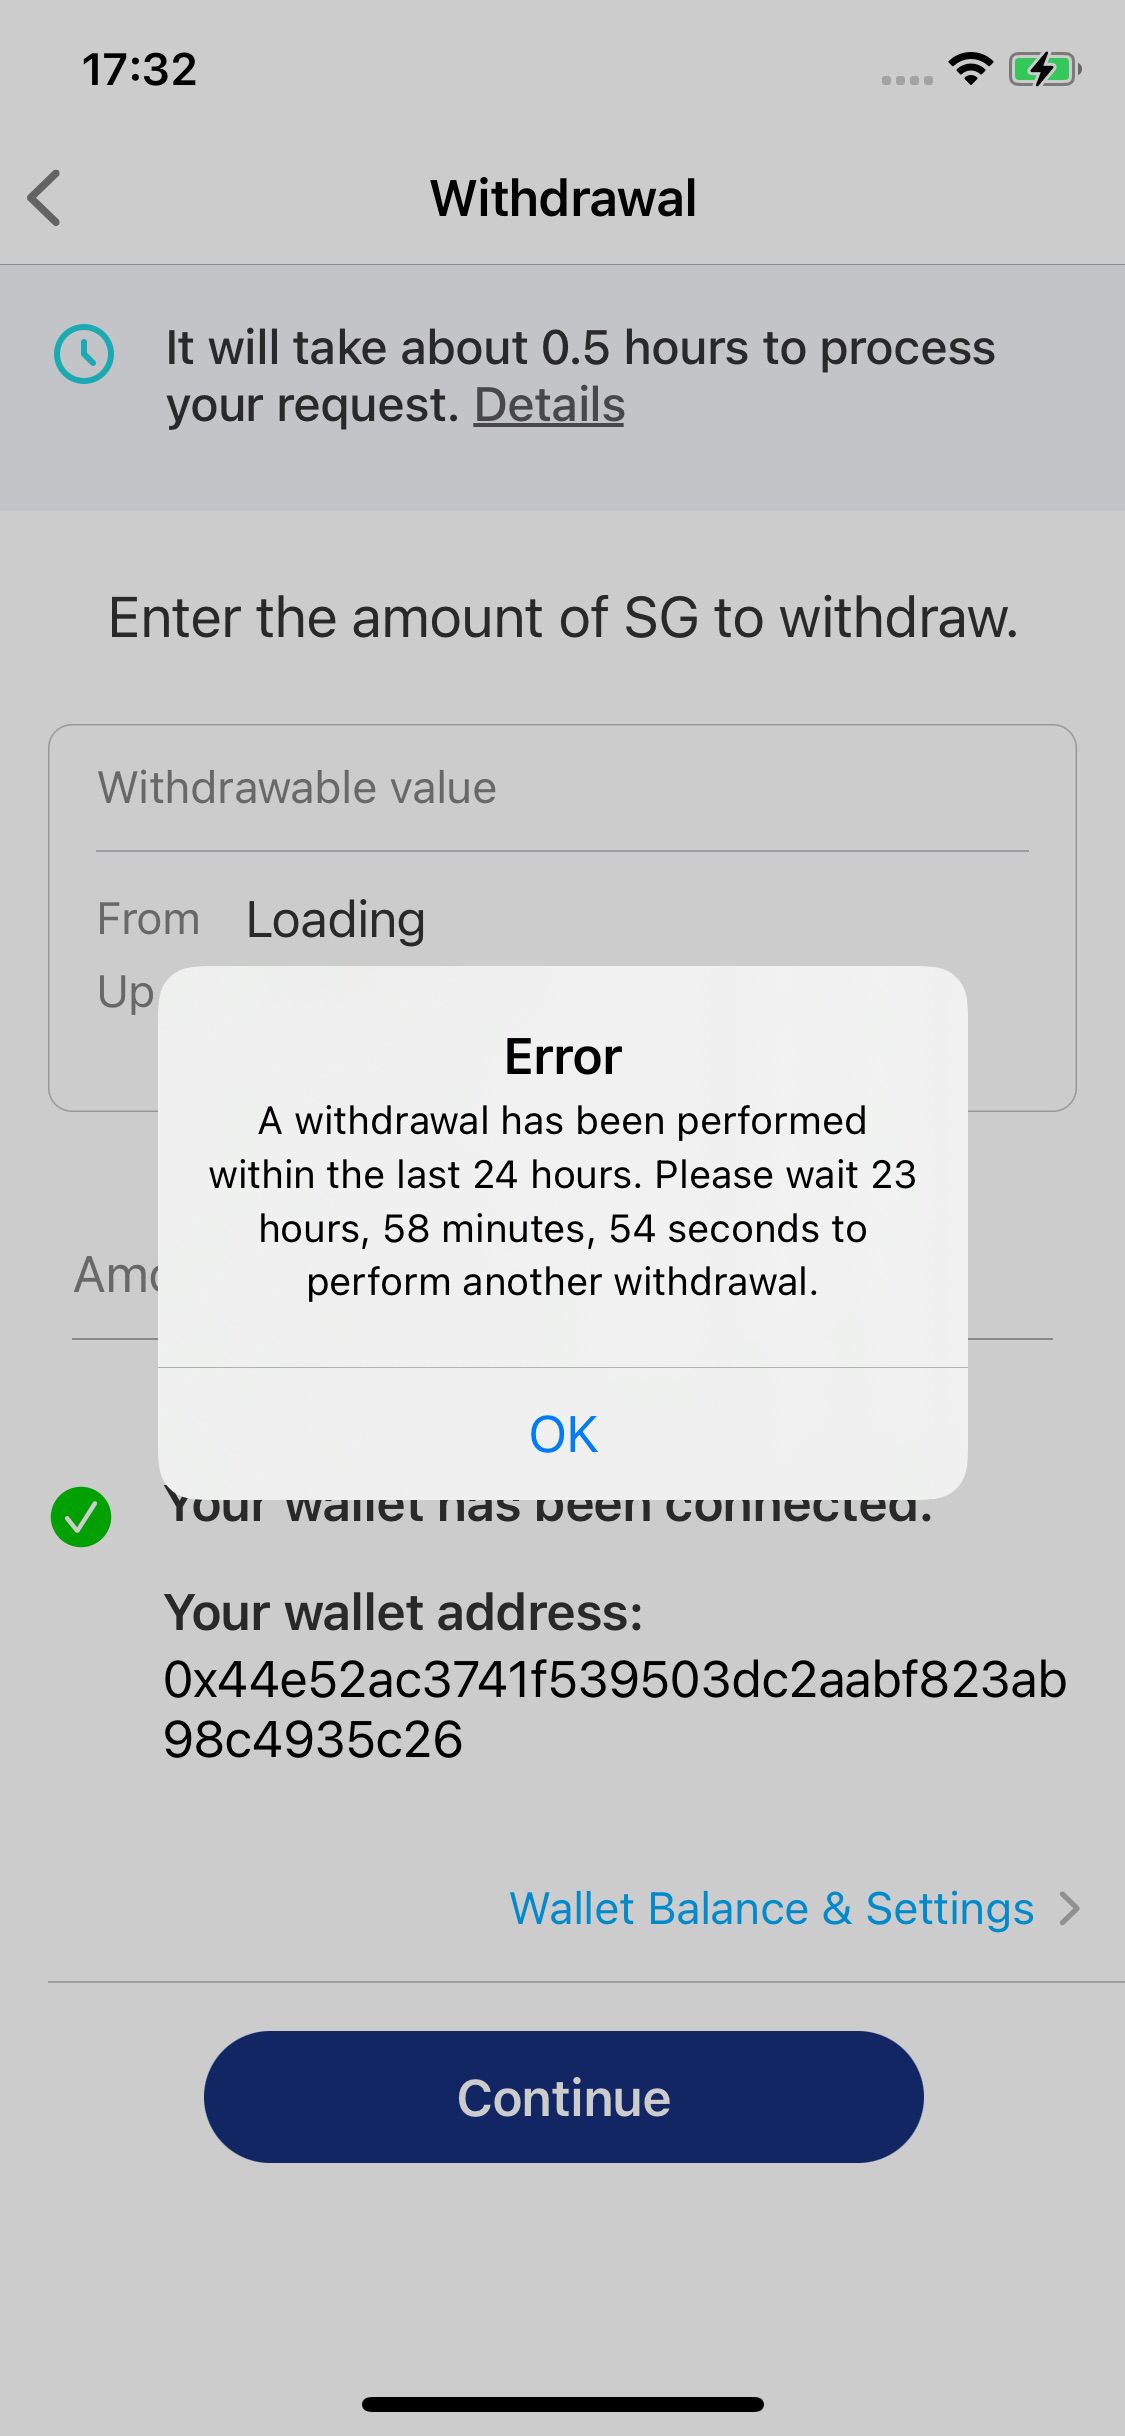 17:32
Withdrawal
It will take about 0.5 hours to process
your request. Details
Enter the amount of SG to withdraw.
Withdrawable value
From Loading
Up
Error
A withdrawal has been performed
within the last 24 hours. Please wait 23
hours, 58 minutes, 54 seconds to
perform another withdrawal.
OK
Your wallet has been connected.
Your wallet address:
0x44e52ac3741f539503dc2aabf823ab
98c4935c26
Wallet Balance & Settings
Continue